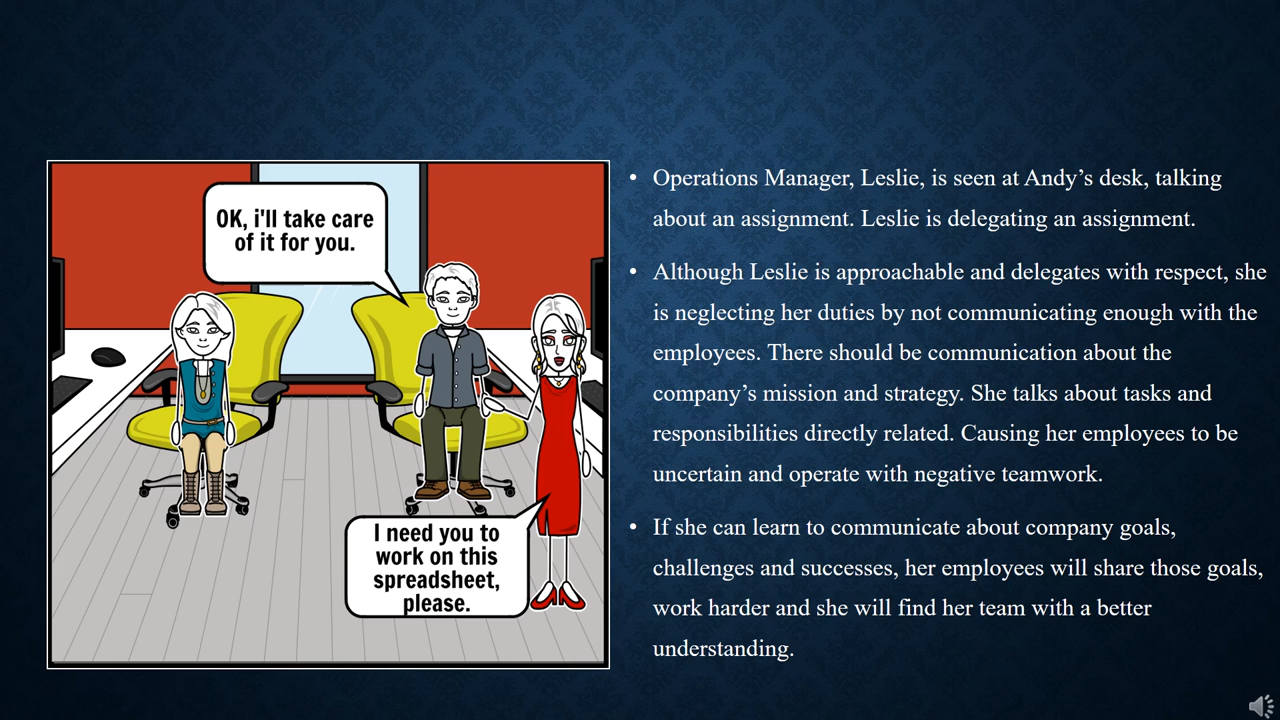 OK, i'll take care
of it for you.
I need you to
work on this
spreadsheet,
please.
• Operations Manager, Leslie, is seen at Andy’s desk, talking
about an assignment. Leslie is delegating an assignment.
• Although Leslie is approachable and delegates with respect, she
is neglecting her duties by not communicating enough with the
employees. There should be communication about the
company’s mission and strategy. She talks about tasks and
responsibilities directly related. Causing her employees to be
uncertain and operate with negative teamwork.
• If she can learn to communicate about company goals,
challenges and successes, her employees will share those goals,
work harder and she will find her team with a better
understanding.